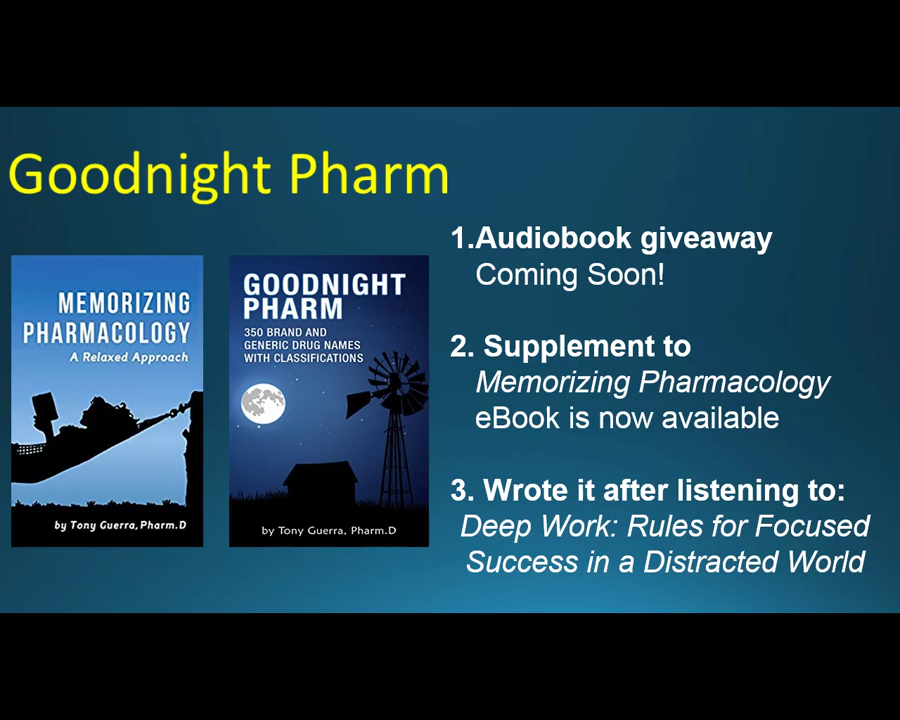 Goodnight Pharm
MEMORIZING
PHARMACOLOGY
A Relaxed Approach
by Tony Guerra, Pharm.D
GOODNIGHT
PHARM
350 BRAND AND
GENERIC DRUG NAMES
WITH CLASSIFICATIONS
by Tony Guerra, Pharm.D
1.Audiobook giveaway
Coming Soon!
2. Supplement to
Memorizing Pharmacology
eBook is now available
3. Wrote it after listening to:
Deep Work: Rules for Focused
Success in a Distracted World